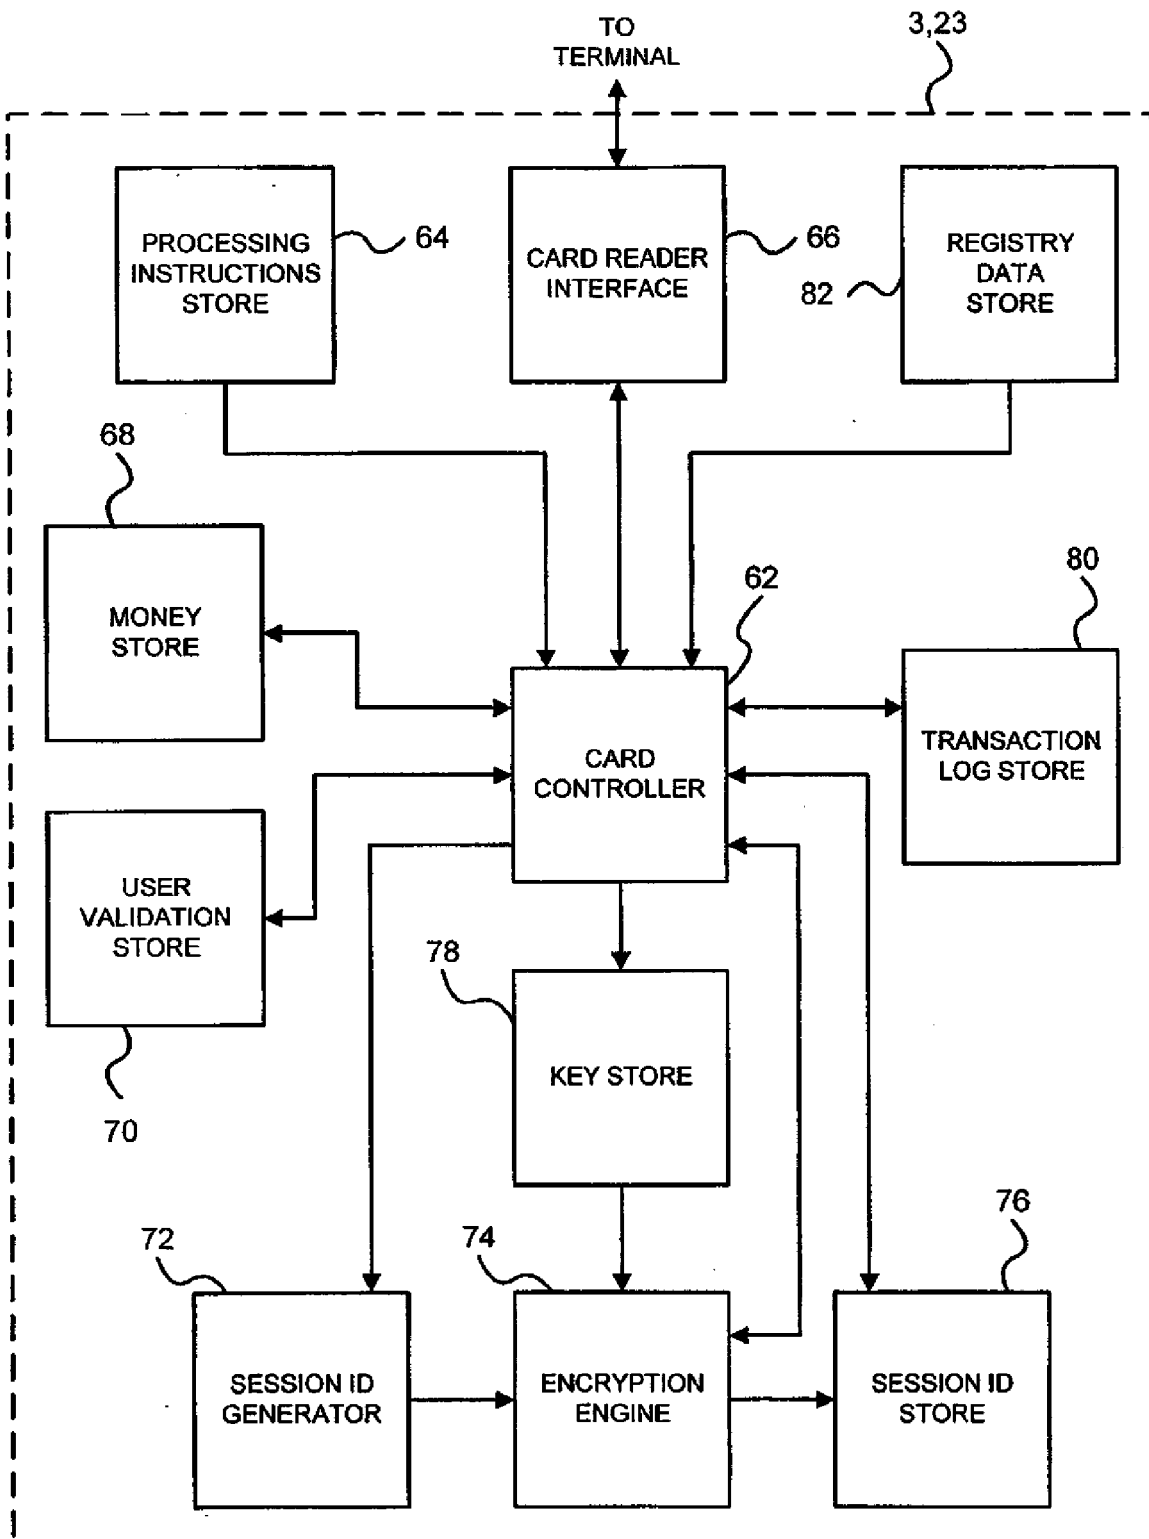 TO
TERMINAL
3,23
PROCESSING
INSTRUCTIONS
STORE
64
CARD READER
INTERFACE
66
REGISTRY
DATA
STORE
82
68
MONEY
STORE
62
CARD
CONTROLLER
80
TRANSACTION
LOG STORE
USER
VALIDATION
STORE
70
78
KEY STORE
72
SESSION ID
GENERATOR
74
ENCRYPTION
ENGINE
76
SESSION ID
STORE